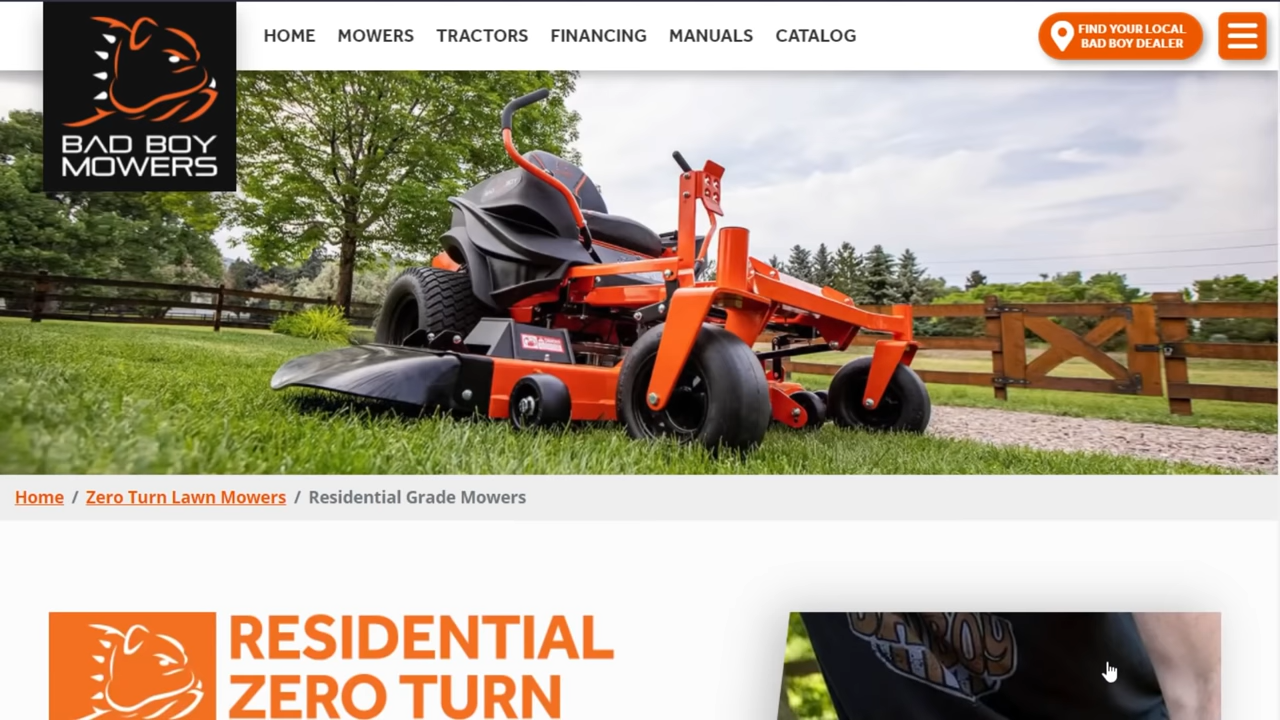 HOME MOWERS TRACTORS FINANCING MANUALS CATALOG
FIND YOUR LOCAL
BAD BOY DEALER
BAD BOY
MOWERS
Home / Zero Turn Lawn Mowers / Residential Grade Mowers
RESIDENTIAL
ZERO TURN